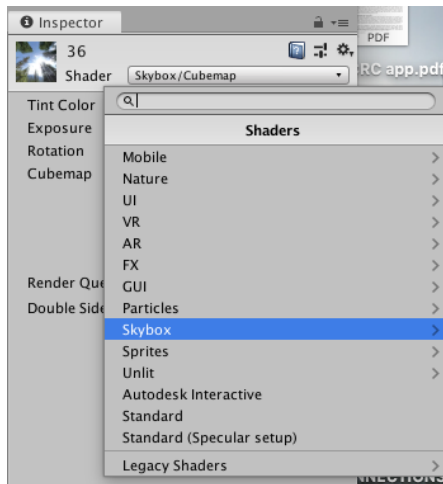 Inspector
PDF
36
Shader Skybox/Cubemap
RC app.pdf
Tint Color
Exposure
Shaders
Rotation
Mobile
Cubemap
Nature
UI
VR
AR
FX
Render Que
GUI
Double Side
Particles
Skybox
Sprites
Unlit
Autodesk Interactive
Standard
Standard (Specular setup)
Legacy Shaders
NNECTIONS